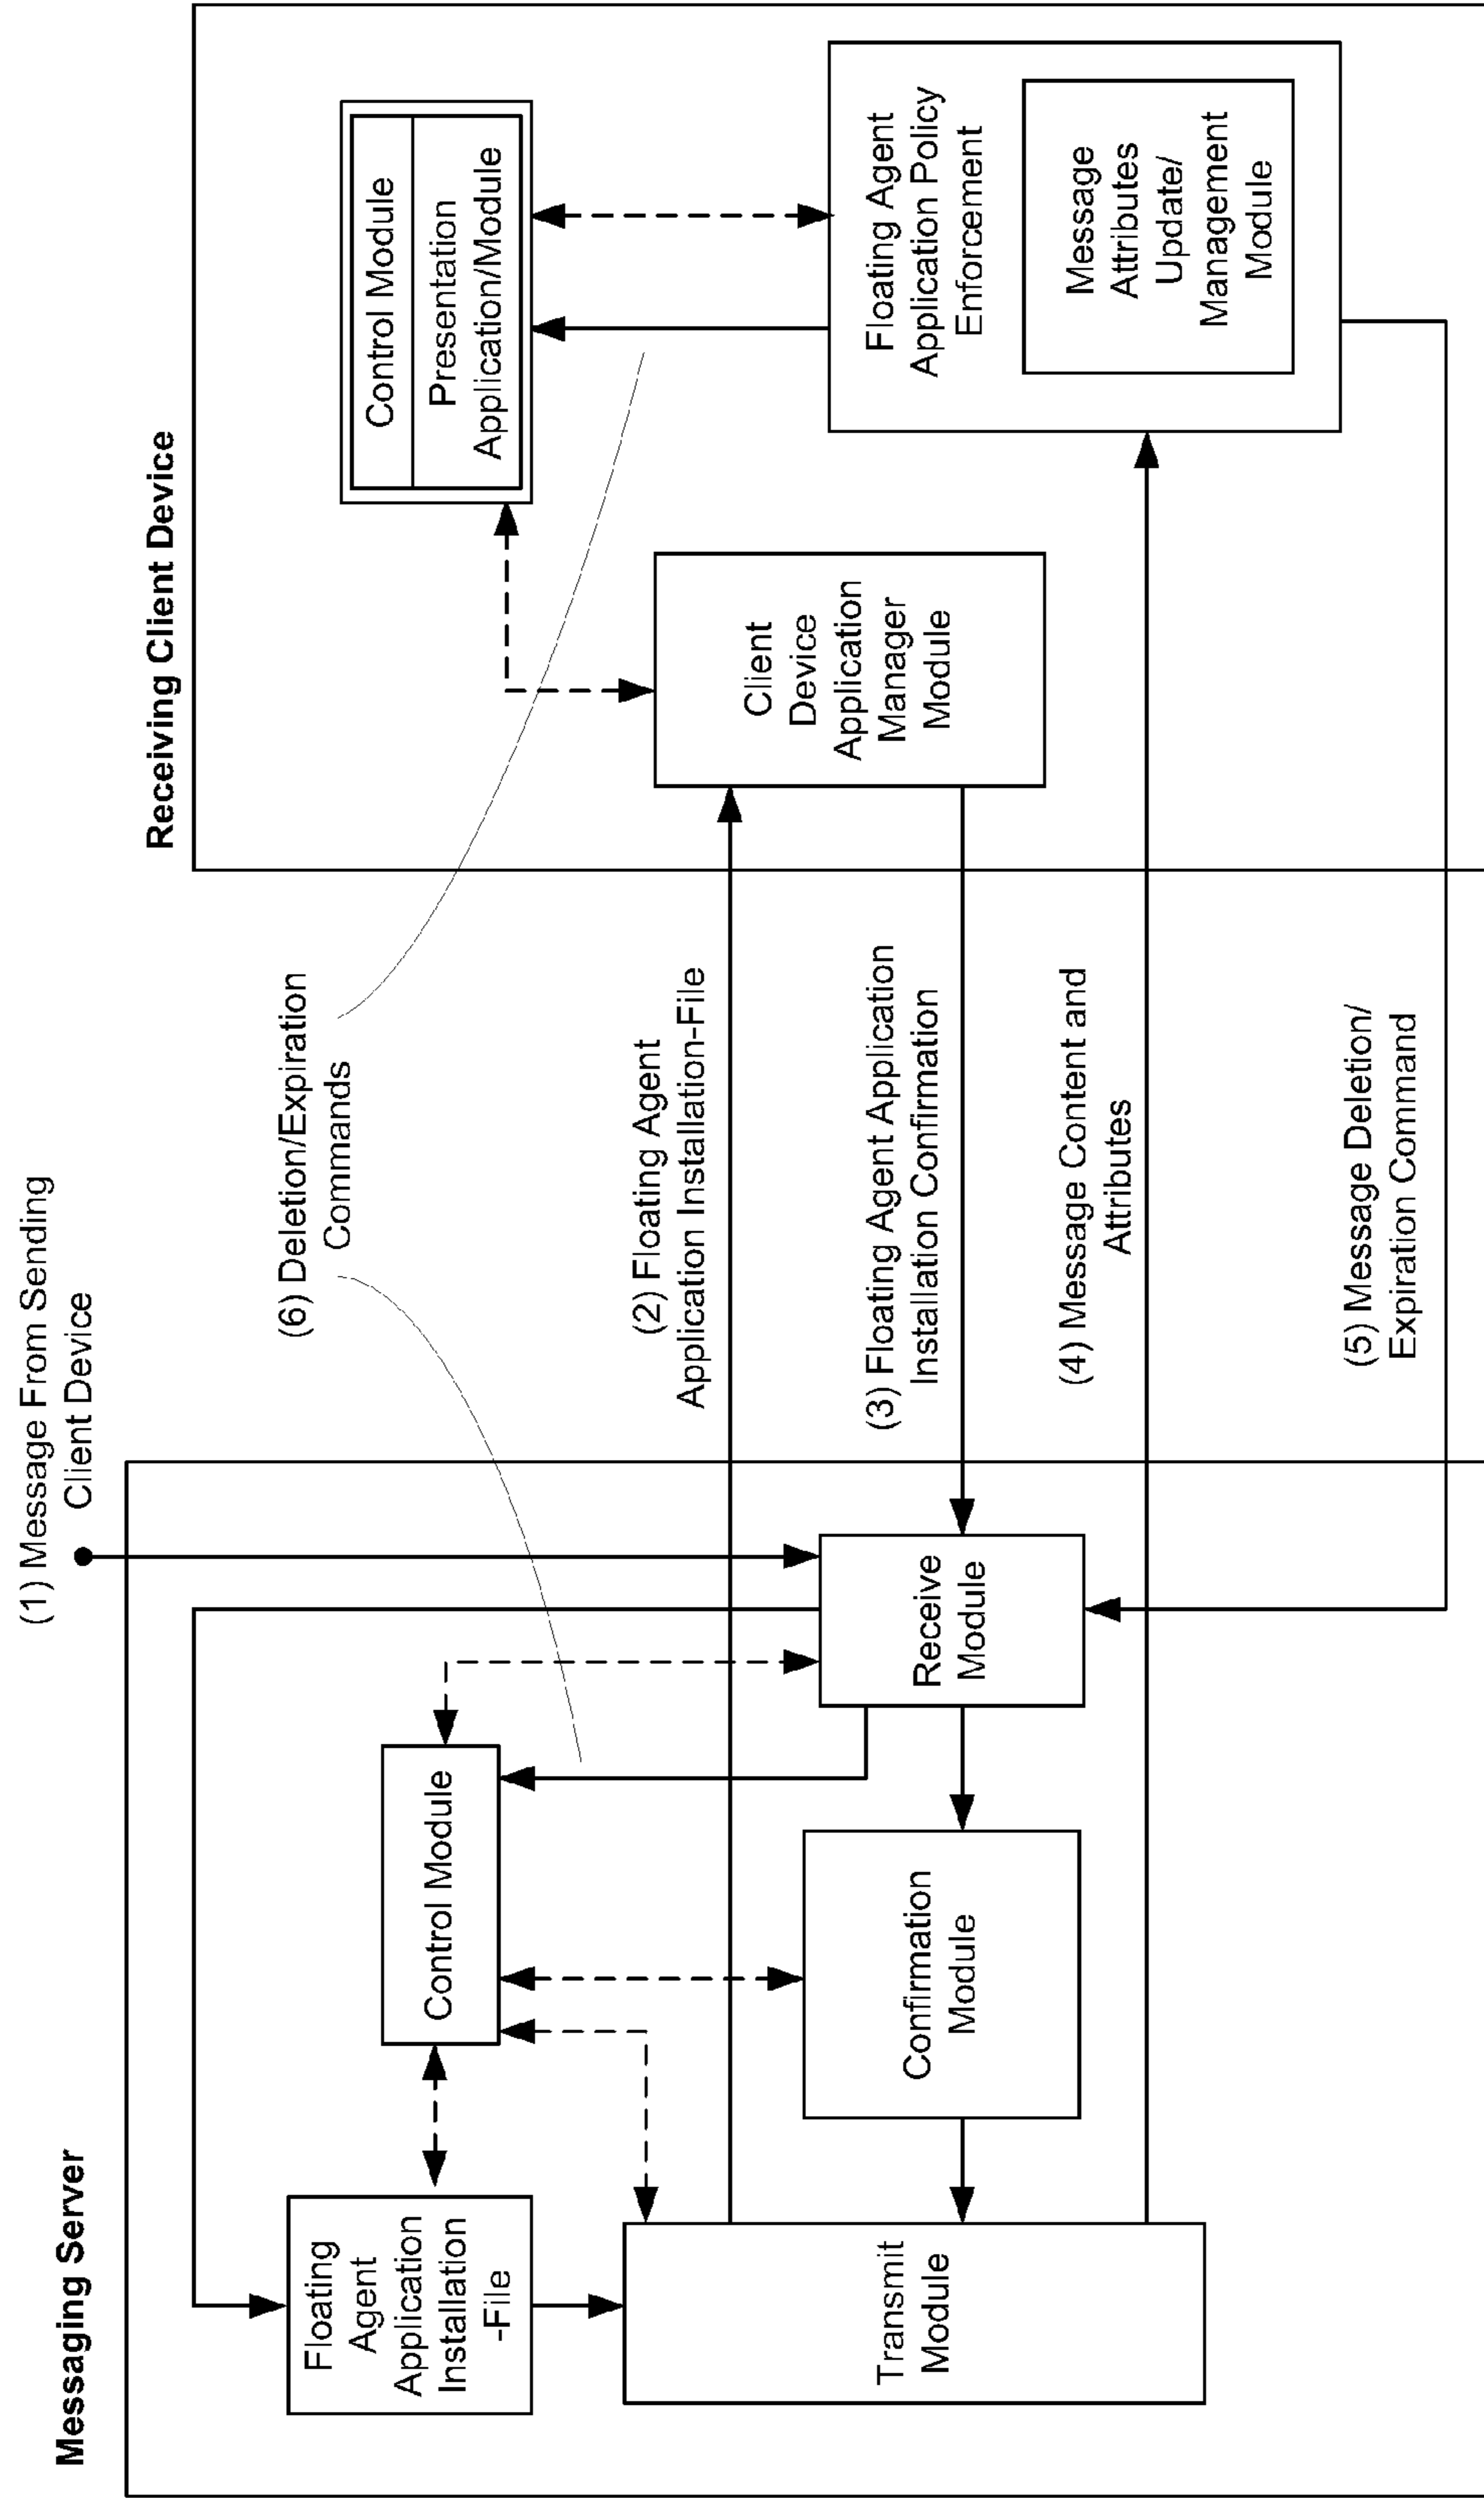 Messaging Server
Floating
Agent
Application
Installation
-File
Control Module
Transmit
Module
Confirmation
Module
Receive
Module
(1) Message From Sending
Client Device
(6) Deletion/Expiration
Commands
(2) Floating Agent
Application Installation-File
(3) Floating Agent Application
Installation Confirmation
(4) Message Content and
Attributes
(5) Message Deletion/
Expiration Command
Receiving Client Device
Control Module
Presentation
Application/Module
Client
Device
Application
Manager
Module
Floating Agent
Application Policy
Enforcement
Message
Attributes
Update/
Management
Module